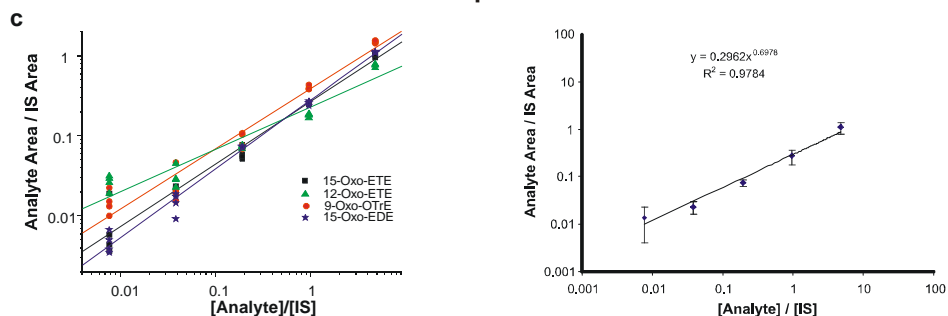 c
Analyte Area / IS Area
1
0.1
0.01
15-Oxo-ETE
12-Oxo-ETE
9-Oxo-OTrE
15-Oxo-EDE
0.01
0.1
1
[Analyte]/[IS]
Analyte Area/ IS Area
100
10
1
0.1
0.01
0.001
y = 0.2962x^0.6978
R² = 0.9784
0.001
0.01
0.1
1
10
100
[Analyte] / [IS]